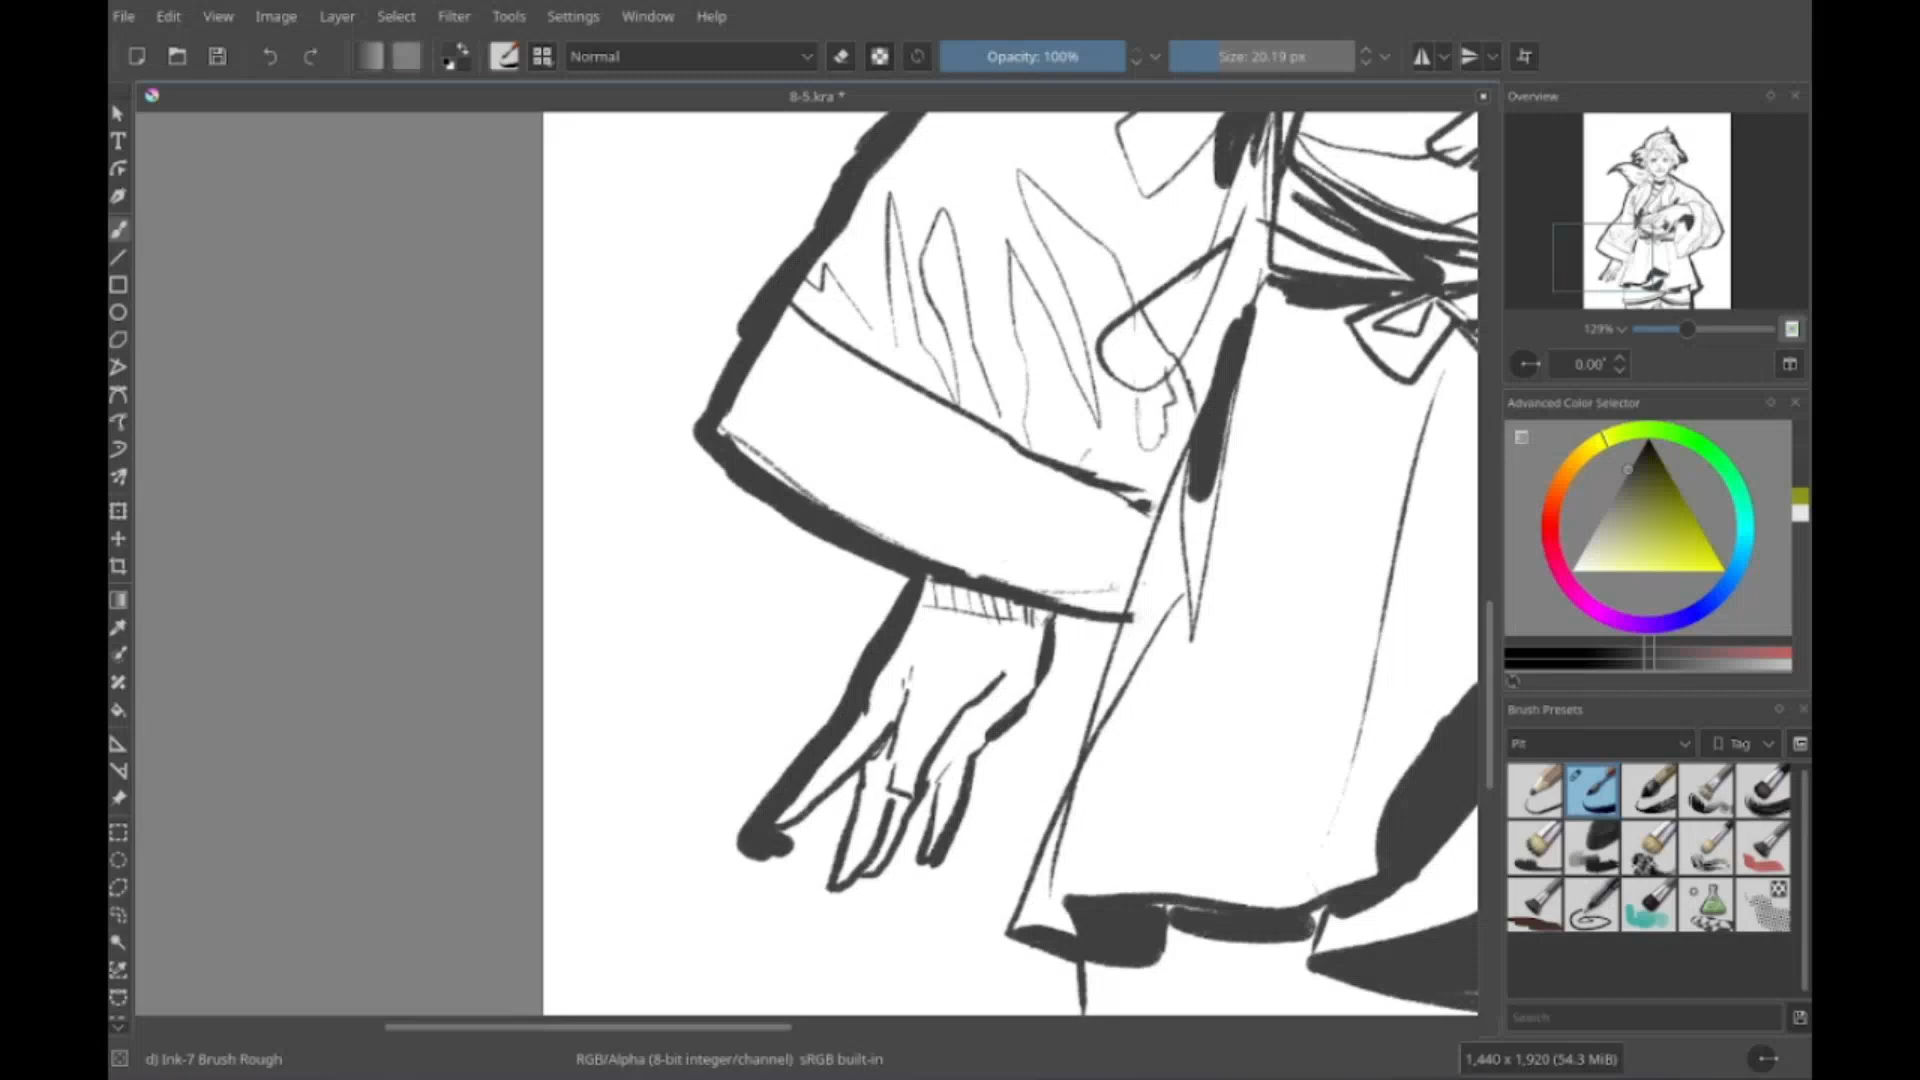 File Edit View Image Layer Select Filter Tools Settings Window Help
Normal Opacity: 100% Size: 20.19 px
8-5.kra *
Overview
129%
0.00°
Advanced Color Selector
Brush Presets
Tag
Search
d) Ink-7 Brush Rough RGB/Alpha (8-bit integer/channel) sRGB built-in 1,440 x 1,920 (54.3 MiB)